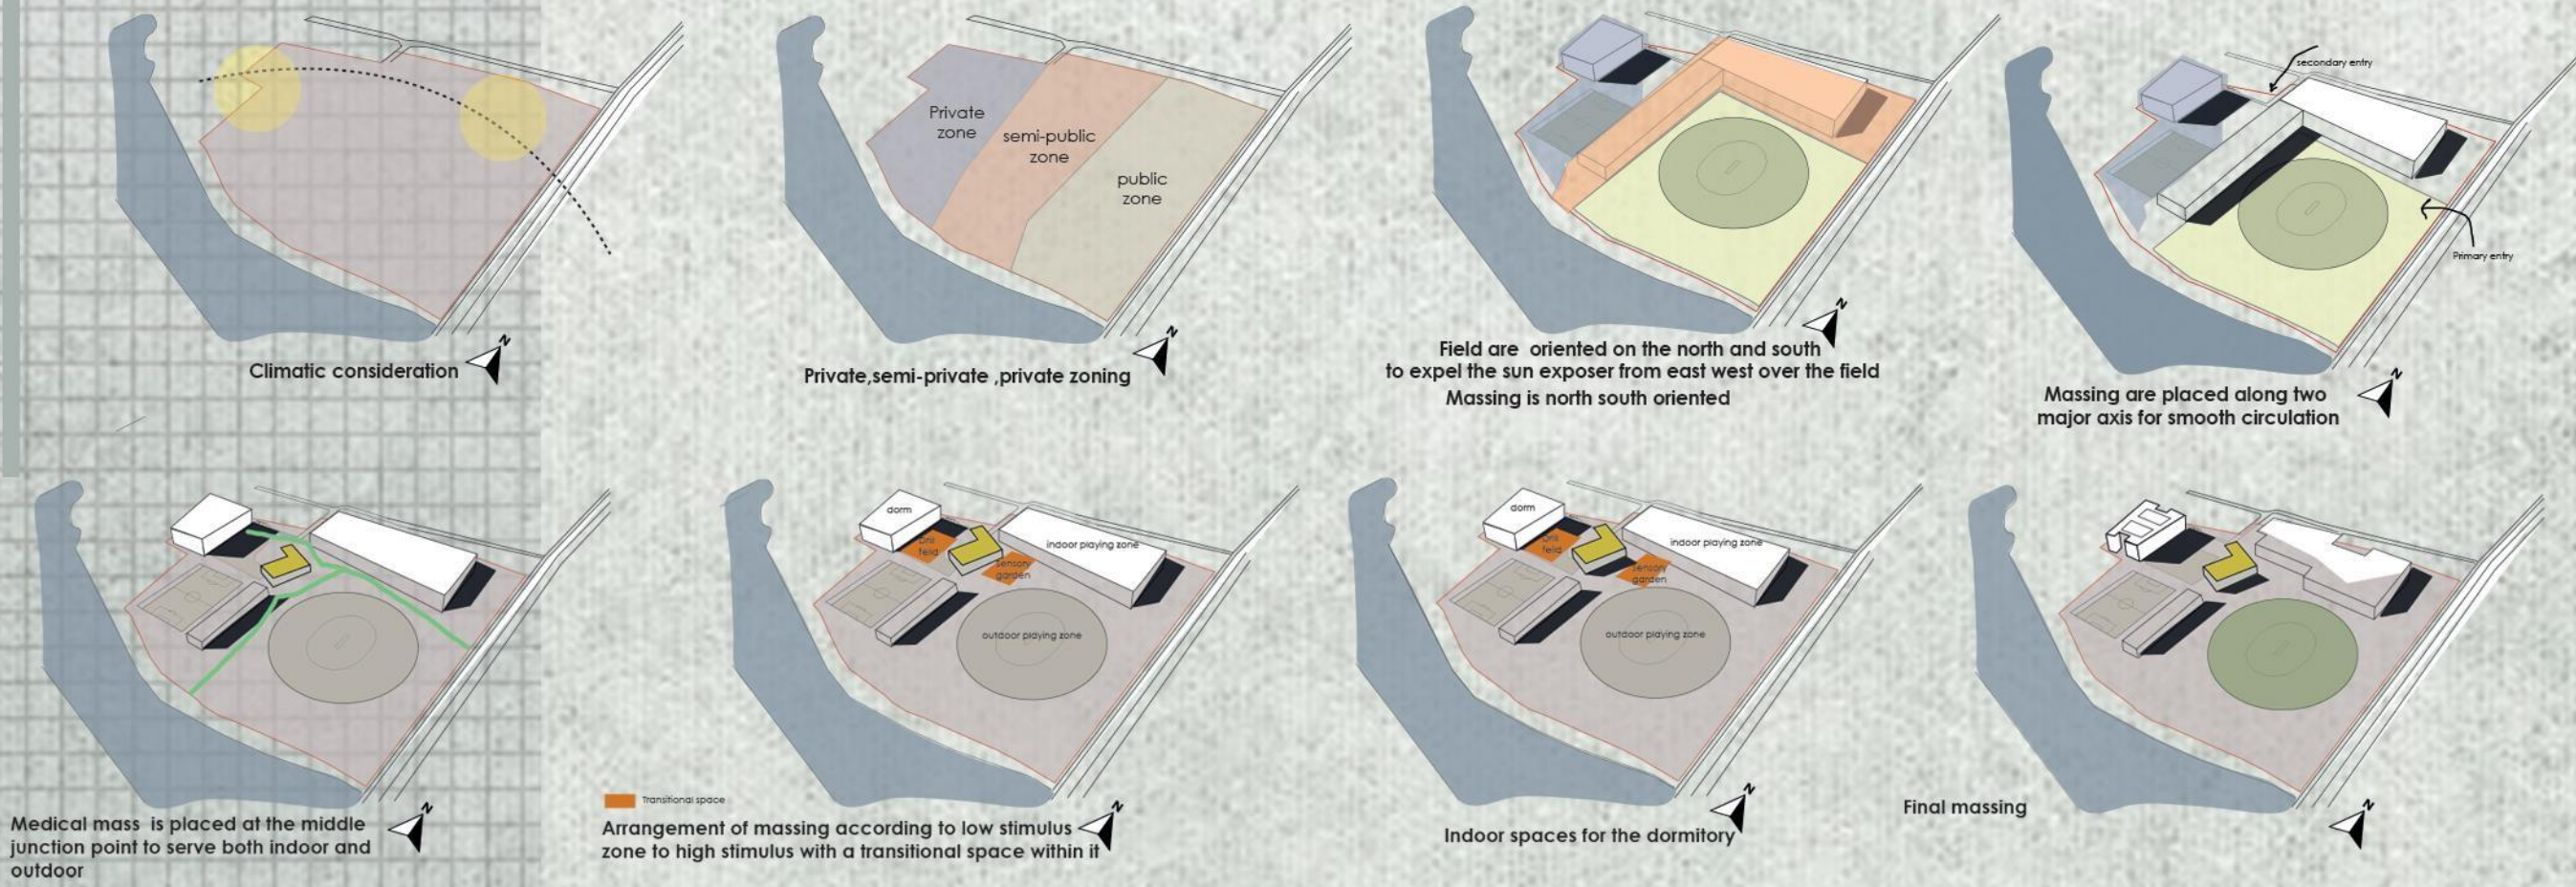 N
Climatic consideration
Private
zone
semi-public
zone
public
zone
N
Private,semi-private ,private zoning
N
Field are oriented on the north and south
to expel the sun exposer from east west over the field
Massing is north south oriented
secondary entry
Primary entry
N
Massing are placed along two
major axis for smooth circulation
N
Medical mass is placed at the middle
junction point to serve both indoor and
outdoor
dorm
feild
sensory
garden
indoor playing zone
outdoor playing zone
Transitional space
N
Arrangement of massing according to low stimulus
zone to high stimulus with a transitional space within it
dorm
feild
sensory
garden
indoor playing zone
outdoor playing zone
N
Indoor spaces for the dormitory
N
Final massing